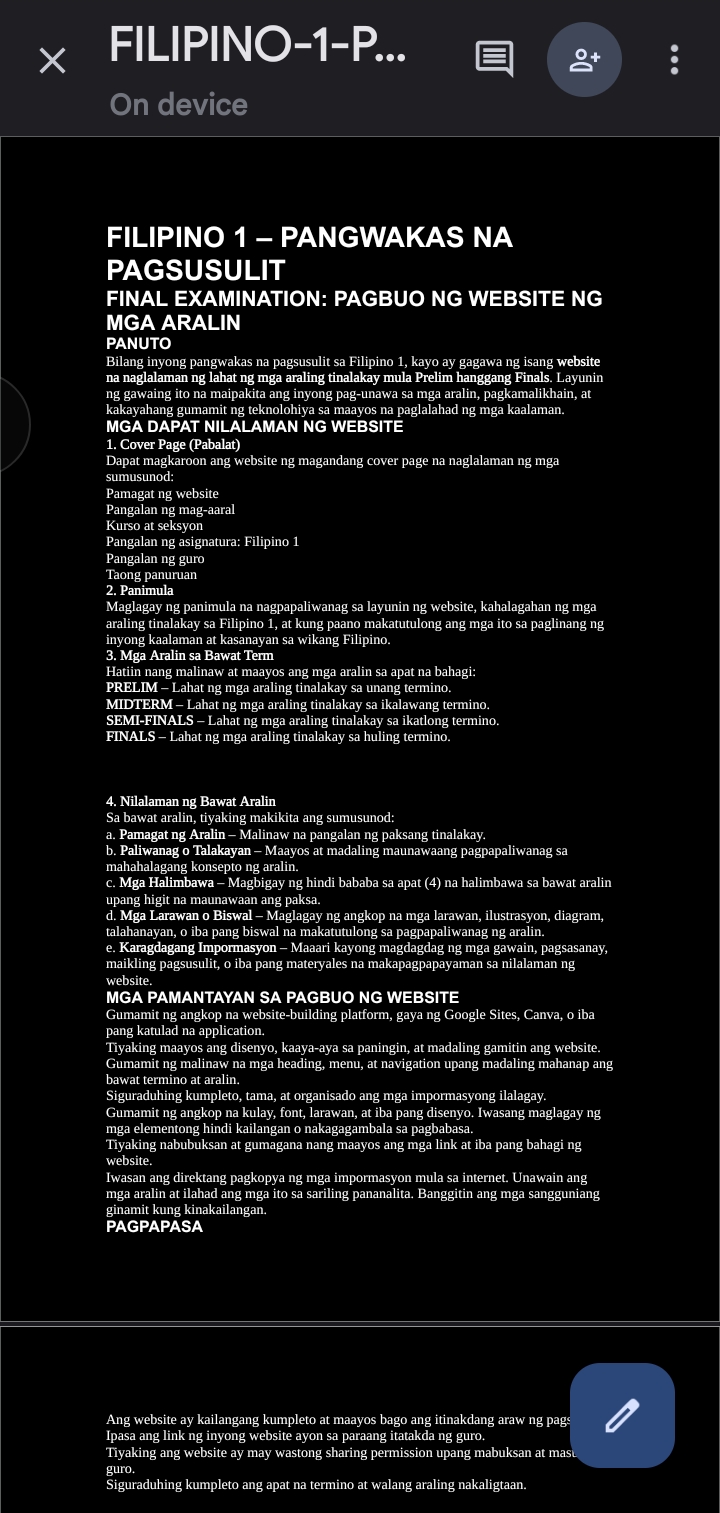 FILIPINO-1-P...
On device
FILIPINO 1 – PANGWAKAS NA
PAGSUSULIT
FINAL EXAMINATION: PAGBUO NG WEBSITE NG
MGA ARALIN
PANUTO
Bilang inyong pangwakas na pagsusulit sa Filipino 1, kayo ay gagawa ng isang website
na naglalaman ng lahat ng mga araling tinalakay mula Prelim hanggang Finals. Layunin
ng gawaing ito na maipakita ang inyong pag-unawa sa mga aralin, pagkamalikhain, at
kakayahang gumamit ng teknolohiya sa maayos na paglalahad ng mga kaalaman.
MGA DAPAT NILALAMAN NG WEBSITE
1. Cover Page (Pabalat)
Dapat magkaroon ang website ng magandang cover page na naglalaman ng mga
sumusunod:
Pamagat ng website
Pangalan ng mag-aaral
Kurso at seksyon
Pangalan ng asignatura: Filipino 1
Pangalan ng guro
Taong panuruan
2. Panimula
Maglagay ng panimula na nagpapaliwanag sa layunin ng website, kahalagahan ng mga
araling tinalakay sa Filipino 1, at kung paano makatutulong ang mga ito sa paglinang ng
inyong kaalaman at kasanayan sa wikang Filipino.
3. Mga Aralin sa Bawat Term
Hatiin nang malinaw at maayos ang mga aralin sa apat na bahagi:
PRELIM – Lahat ng mga araling tinalakay sa unang termino.
MIDTERM – Lahat ng mga araling tinalakay sa ikalawang termino.
SEMI-FINALS – Lahat ng mga araling tinalakay sa ikatlong termino.
FINALS – Lahat ng mga araling tinalakay sa huling termino.
4. Nilalaman ng Bawat Aralin
Sa bawat aralin, tiyaking makikita ang sumusunod:
a. Pamagat ng Aralin – Malinaw na pangalan ng paksang tinalakay.
b. Paliwanag o Talakayan – Maayos at madaling maunawaang pagpapaliwanag sa
mahahalagang konsepto ng aralin.
c. Mga Halimbawa – Magbigay ng hindi bababa sa apat (4) na halimbawa sa bawat aralin
upang higit na maunawaan ang paksa.
d. Mga Larawan o Biswal – Maglagay ng angkop na mga larawan, ilustrasyon, diagram,
talahanayan, o iba pang biswal na makatutulong sa pagpapaliwanag ng aralin.
e. Karagdagang Impormasyon – Maaari kayong magdagdag ng mga gawain, pagsasanay,
maikling pagsusulit, o iba pang materyales na makapagpapayaman sa nilalaman ng
website.
MGA PAMANTAYAN SA PAGBUO NG WEBSITE
Gumamit ng angkop na website-building platform, gaya ng Google Sites, Canva, o iba
pang katulad na application.
Tiyaking maayos ang disenyo, kaaya-aya sa paningin, at madaling gamitin ang website.
Gumamit ng malinaw na mga heading, menu, at navigation upang madaling mahanap ang
bawat termino at aralin.
Siguraduhing kumpleto, tama, at organisado ang mga impormasyong ilalagay.
Gumamit ng angkop na kulay, font, larawan, at iba pang disenyo. Iwasang maglagay ng
mga elementong hindi kailangan o nakagagambala sa pagbabasa.
Tiyaking nabubuksan at gumagana nang maayos ang mga link at iba pang bahagi ng
website.
Iwasan ang direktang pagkopya ng mga impormasyon mula sa internet. Unawain ang
mga aralin at ilahad ang mga ito sa sariling pananalita. Banggitin ang mga sangguniang
ginamit kung kinakailangan.
PAGPAPASA
Ang website ay kailangang kumpleto at maayos bago ang itinakdang araw ng
Ipasa ang link ng inyong website ayon sa paraang itatakda ng guro.
Tiyaking ang website ay may wastong sharing permission upang mabuksan at
guro.
Siguraduhing kumpleto ang apat na termino at walang araling nakaligtaan.